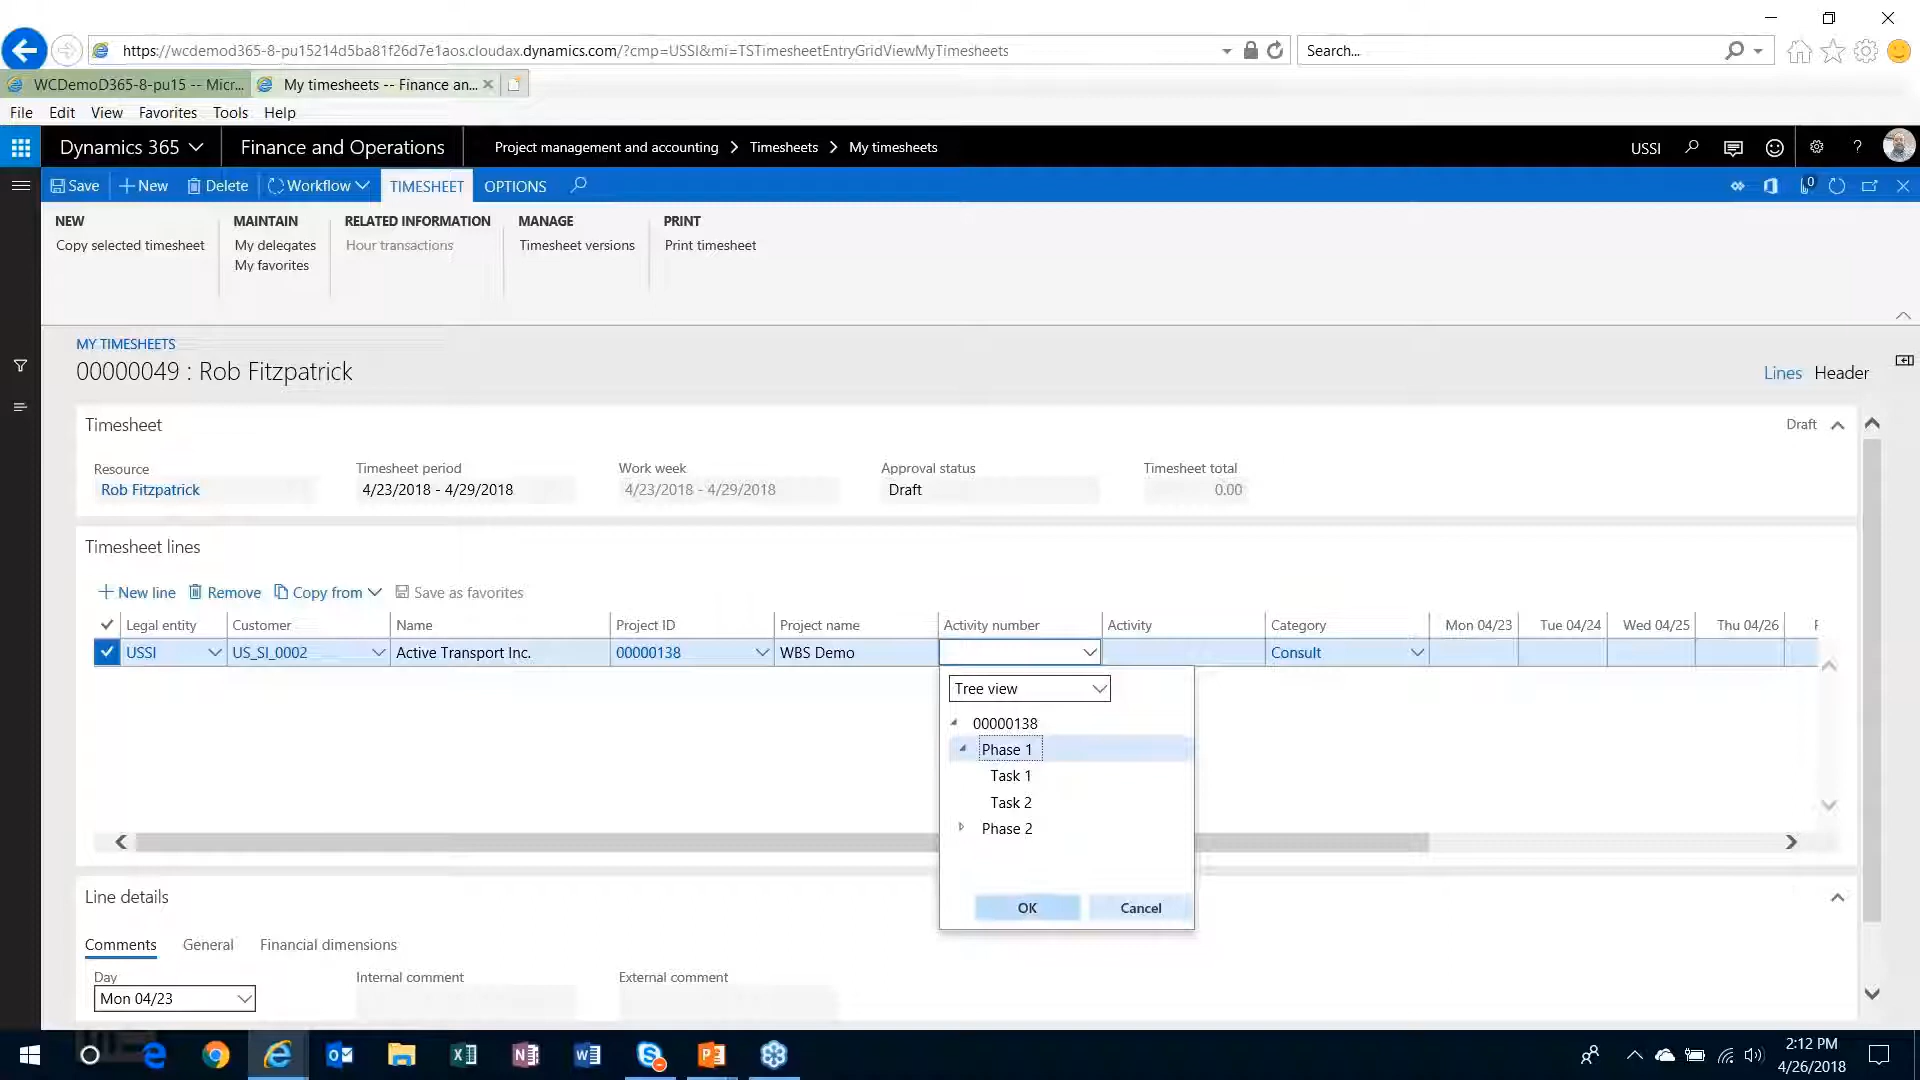 https://wcdemod365-8-pu15214d5ba81f26d7e1aos.cloudax.dynamics.com/?cmp=USSI&mi=TSTimesheetEntryGridViewMyTimesheets
Search...
WCDemoD365-8-pu15 -- Micr...
My timesheets -- Finance an...
File Edit View Favorites Tools Help
Dynamics 365 Finance and Operations Project management and accounting Timesheets My timesheets USSI ?
Save New Delete Workflow TIMESHEET OPTIONS 0
NEW MAINTAIN RELATED INFORMATION MANAGE PRINT
Copy selected timesheet My delegates Hour transactions Timesheet versions Print timesheet
My favorites
MY TIMESHEETS
00000049 : Rob Fitzpatrick
Lines Header
Timesheet Draft
Resource Timesheet period Work week Approval status Timesheet total
Rob Fitzpatrick 4/23/2018 - 4/29/2018 4/23/2018 - 4/29/2018 Draft 0.00
Timesheet lines
New line Remove Copy from Save as favorites
Legal entity Customer Name Project ID Project name Activity number Activity Category Mon 04/23 Tue 04/24 Wed 04/25 Thu 04/26
USSI US_SI_0002 Active Transport Inc. 00000138 WBS Demo Consult
Tree view
00000138
Phase 1
Task 1
Task 2
Phase 2
OK Cancel
Line details
Comments General Financial dimensions
Day Internal comment External comment
Mon 04/23
2:12 PM
4/26/2018